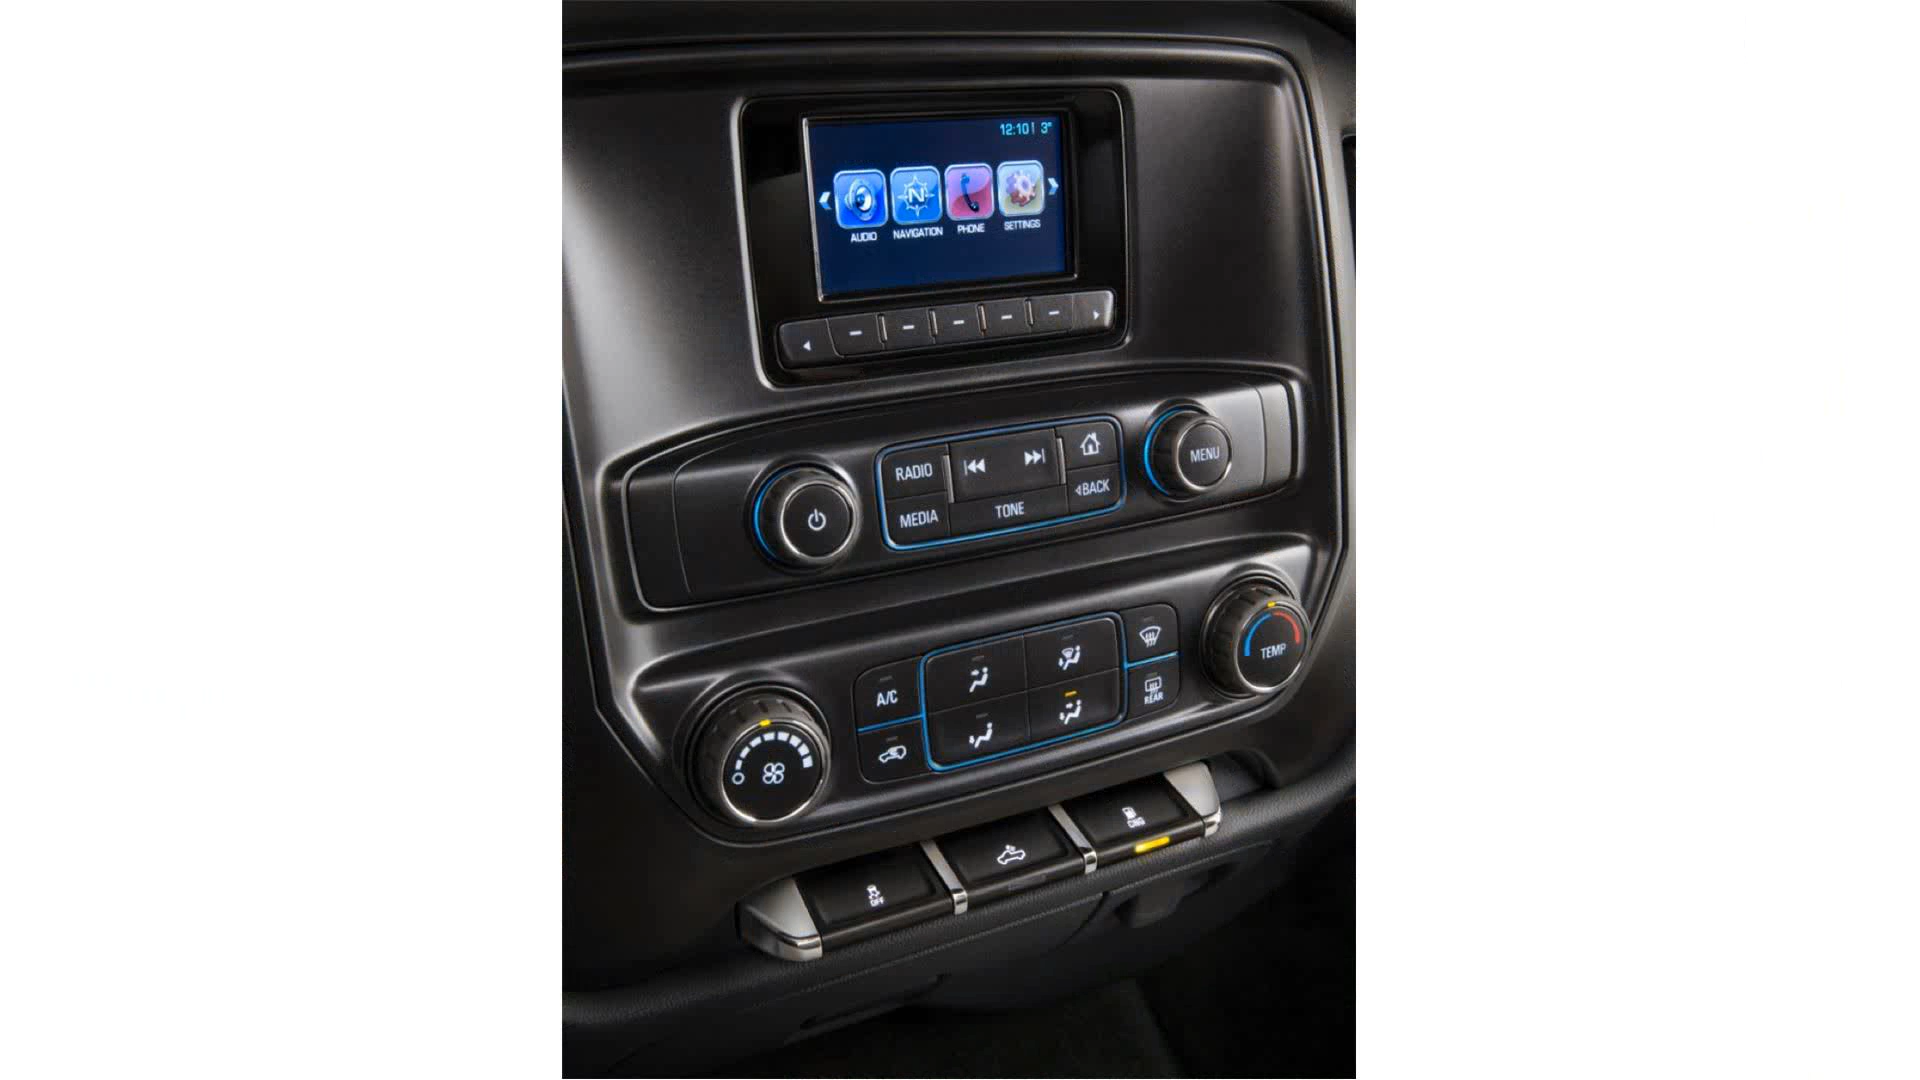 12:10 | 3°
AUDIO NAVIGATION PHONE SETTINGS
RADIO
MENU
MEDIA TONE BACK
TEMP
A/C
REAR
CNG
OFF